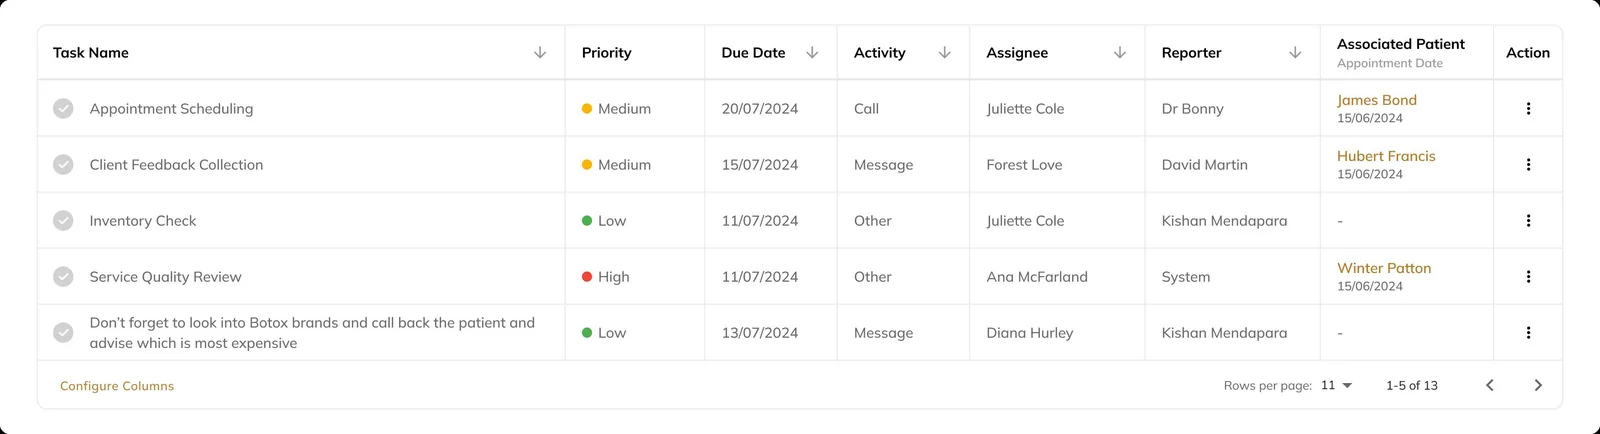 Task Name Priority Due Date Activity Assignee Reporter Associated Patient Action
Appointment Date
Appointment Scheduling Medium 20/07/2024 Call Juliette Cole Dr Bonny James Bond
15/06/2024
Client Feedback Collection Medium 15/07/2024 Message Forest Love David Martin Hubert Francis
15/06/2024
Inventory Check Low 11/07/2024 Other Juliette Cole Kishan Mendapara -
Service Quality Review High 11/07/2024 Other Ana McFarland System Winter Patton
15/06/2024
Don’t forget to look into Botox brands and call back the patient and
advise which is most expensive Low 13/07/2024 Message Diana Hurley Kishan Mendapara -
Configure Columns Rows per page: 11 1-5 of 13